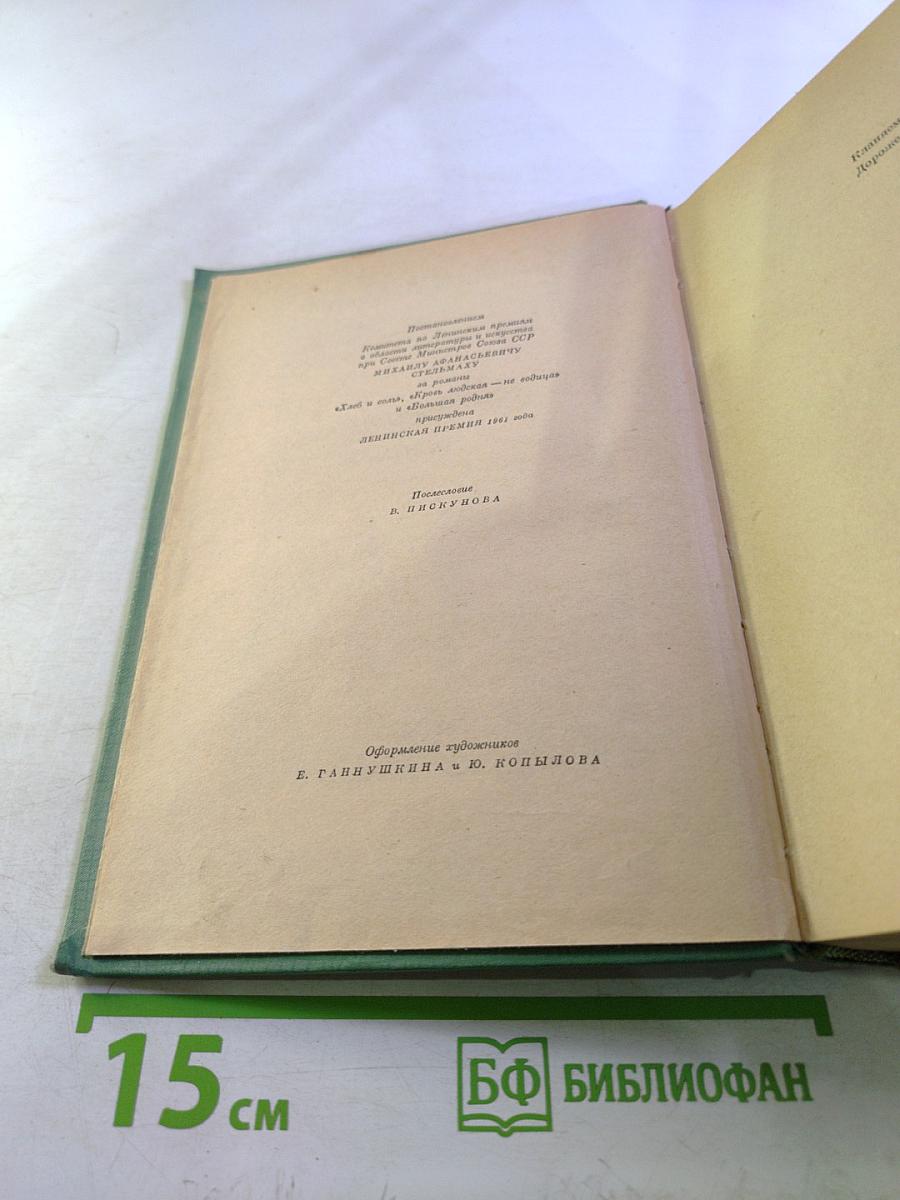 Постановлением
Комитета по Ленинским премиям
в области литературы и искусства
при Совете Министров Союза ССР
МИХАИЛУ АФАНАСЬЕВИЧУ
СТЕЛЬМАХУ
за романы
«Хлеб и соль», «Кровь людская — не водица»
и «Большая родня»
присуждена
ЛЕНИНСКАЯ ПРЕМИЯ 1961 года
Послесловие
В. ПИСКУНОВА
Оформление художников
Е. ГАННУШКИНА и Ю. КОПЫЛОВА
15 см
БФ БИБЛИОФАН